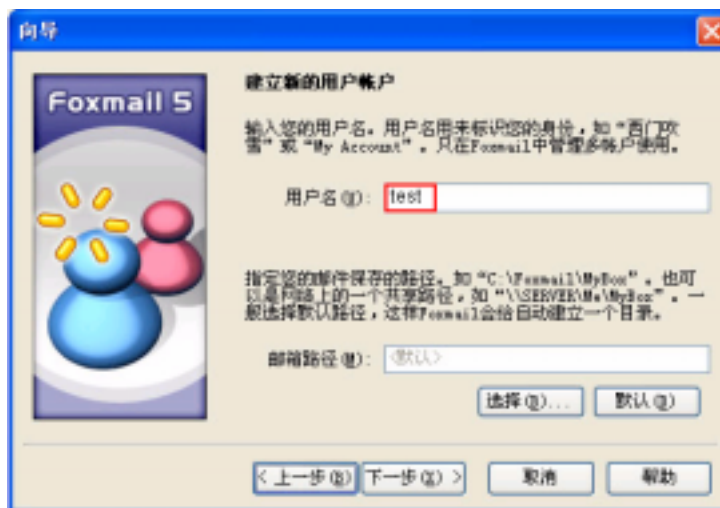 向导
Foxmail 5
建立新的用户帐户
输入您的用户名。用户名用来标识您的身份,如“西门吹
雪”或“My Account”。只在Foxmail中管理多帐户使用。
用户名(U): test
指定您的邮件保存的路径。如“C:\Foxmail\MyBox”。也可
以是网络上的一个共享路径,如“\\SERVER\Me\MyBox”。一
般选择默认路径,这样Foxmail会给自动建立一个目录。
邮箱路径(M): <默认>
选择(D)... 默认(D)
< 上一步(B) 下一步(X) > 取消 帮助